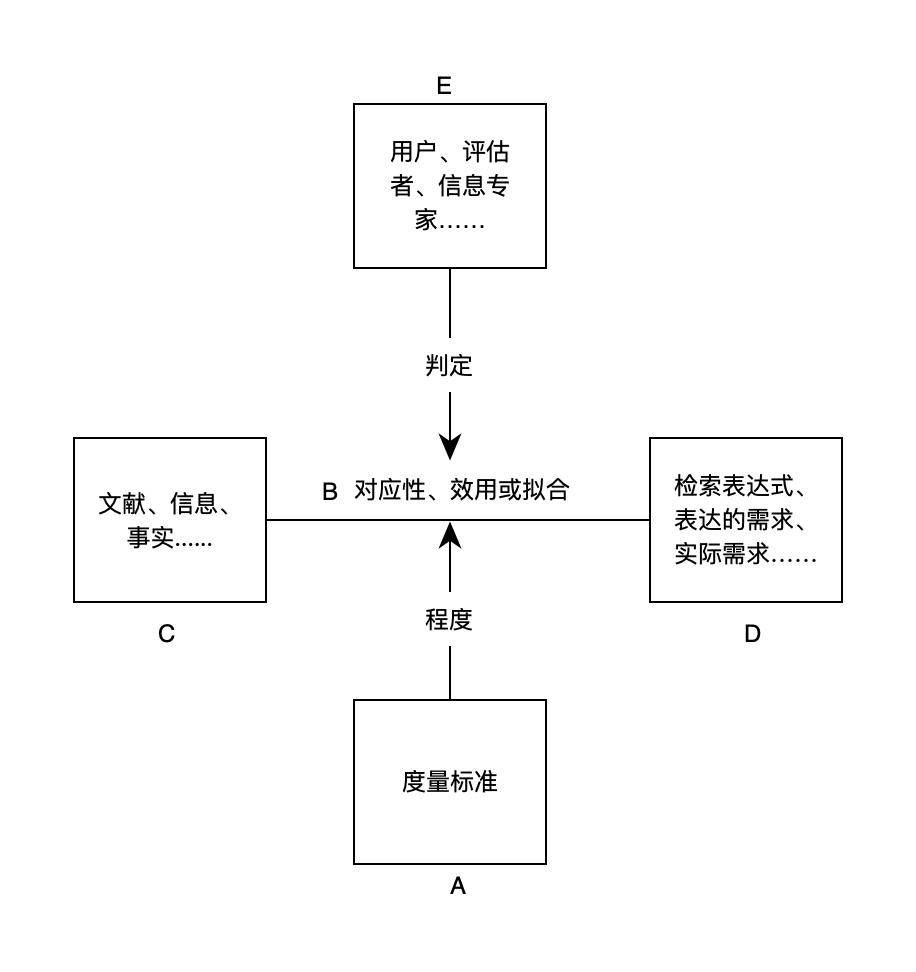 E
用户、评估
者、信息专
家……
判定
B 对应性、效用或拟合
文献、信息、
事实......
检索表达式、
表达的需求、
实际需求……
C
程度
D
度量标准
A